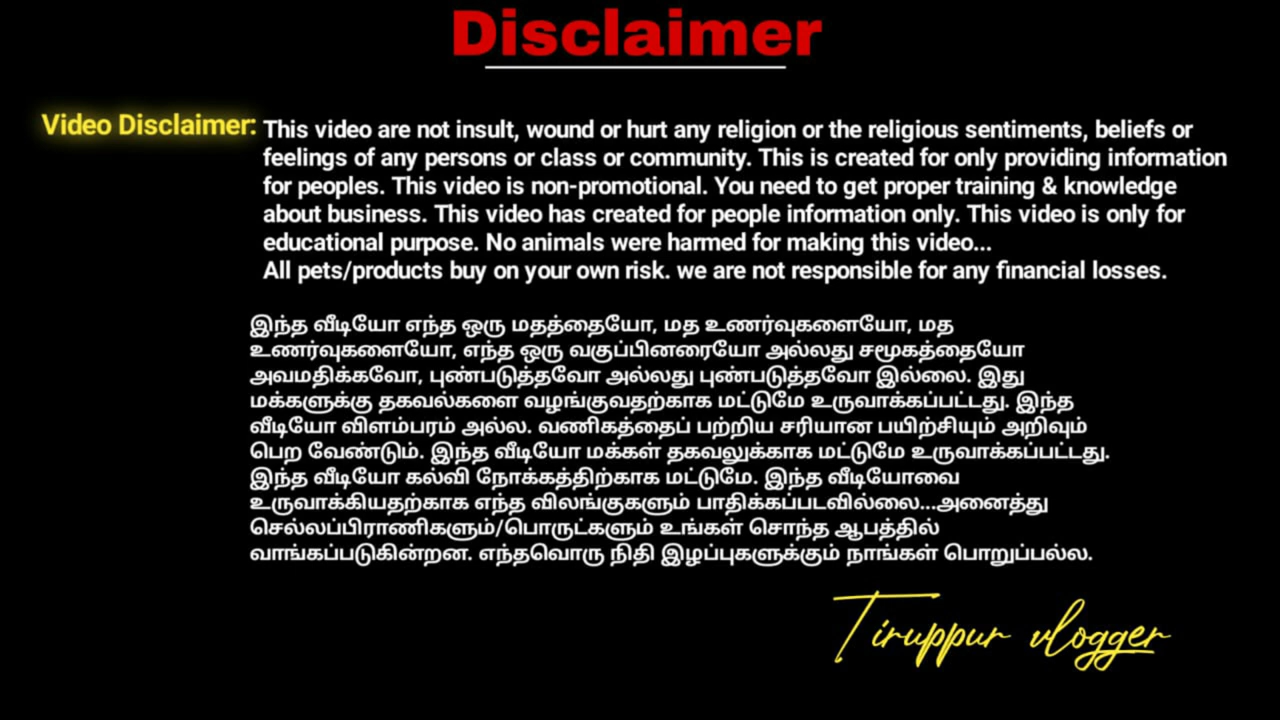 Disclaimer
Video Disclaimer: This video are not insult, wound or hurt any religion or the religious sentiments, beliefs or
feelings of any persons or class or community. This is created for only providing information
for peoples. This video is non-promotional. You need to get proper training & knowledge
about business. This video has created for people information only. This video is only for
educational purpose. No animals were harmed for making this video...
All pets/products buy on your own risk. we are not responsible for any financial losses.
இந்த வீடியோ எந்த ஒரு மதத்தையோ, மத உணர்வுகளையோ, மத
உணர்வுகளையோ, எந்த ஒரு வகுப்பினரையோ அல்லது சமூகத்தையோ
அவமதிக்கவோ, புண்படுத்தவோ அல்லது புண்படுத்தவோ இல்லை. இது
மக்களுக்கு தகவல்களை வழங்குவதற்காக மட்டுமே உருவாக்கப்பட்டது. இந்த
வீடியோ விளம்பரம் அல்ல. வணிகத்தைப் பற்றிய சரியான பயிற்சியும் அறிவும்
பெற வேண்டும். இந்த வீடியோ மக்கள் தகவலுக்காக மட்டுமே உருவாக்கப்பட்டது.
இந்த வீடியோ கல்வி நோக்கத்திற்காக மட்டுமே. இந்த வீடியோவை
உருவாக்கியதற்காக எந்த விலங்குகளும் பாதிக்கப்படவில்லை...அனைத்து
செல்லப்பிராணிகளும்/பொருட்களும் உங்கள் சொந்த ஆபத்தில்
வாங்கப்படுகின்றன. எந்தவொரு நிதி இழப்புகளுக்கும் நாங்கள் பொறுப்பல்ல.
Tiruppur vlogger